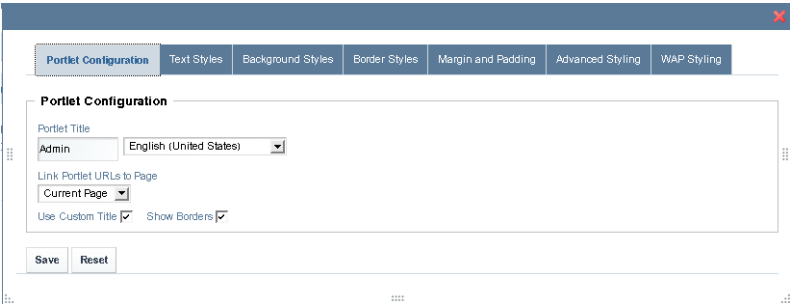 Portlet Configuration Text Styles Background Styles Border Styles Margin and Padding Advanced Styling WAP Styling
Portlet Configuration
Portlet Title
Admin English (United States)
Link Portlet URLs to Page
Current Page
Use Custom Title Show Borders
Save Reset